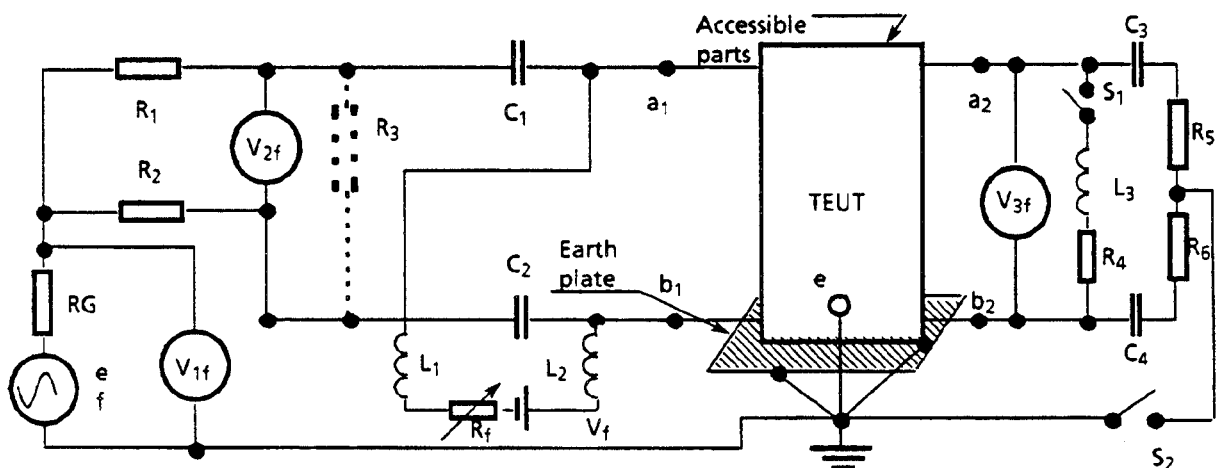 Accessible
parts
C3
R1
V2f
R3
C1
a1
a2
S1
R5
R2
TEUT
V3f
L3
Earth
plate
C2
b1
e
R4
R6
b2
RG
V1f
L1
L2
C4
e
f
Rf
Vf
S2